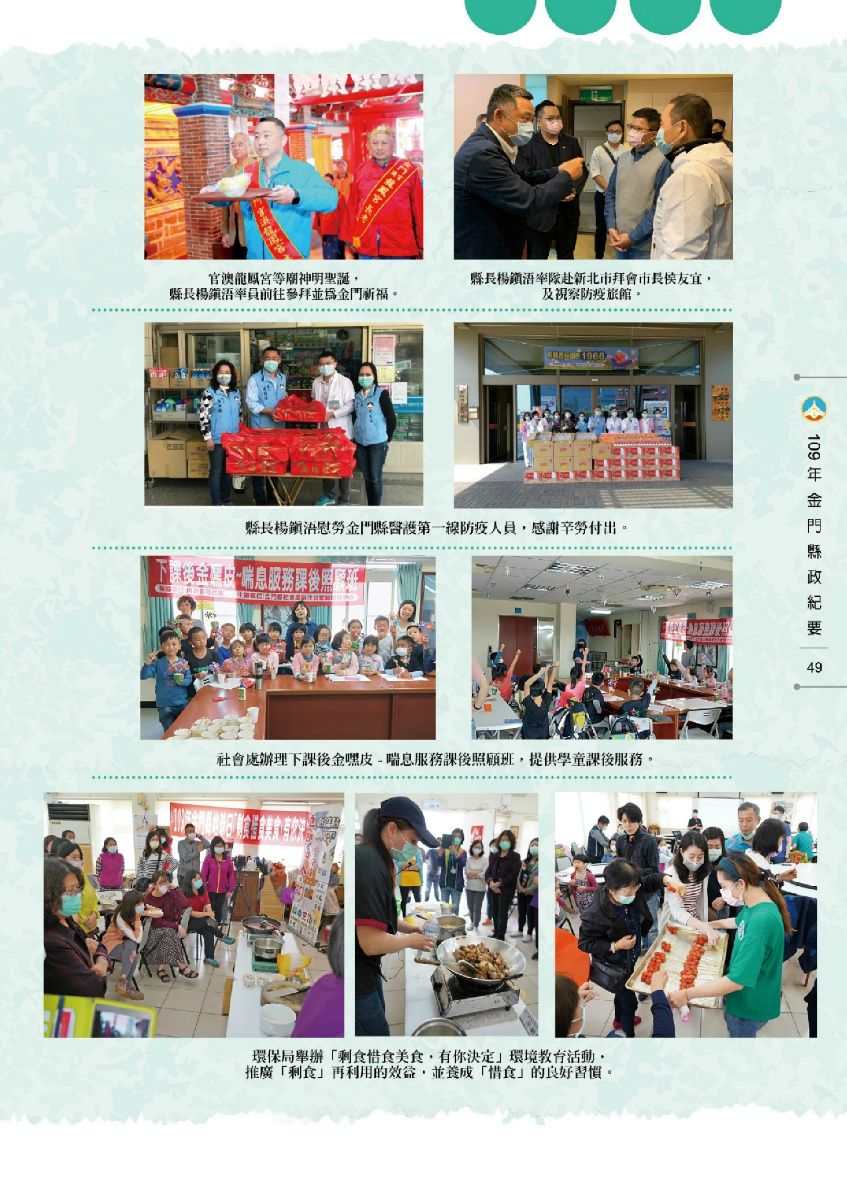 官澳龍鳳宮等廟神明聖誕，
縣長楊鎮浯率員前往參拜並為金門祈福。
縣長楊鎮浯率隊赴新北市拜會市長侯友宜，
及視察防疫旅館。
1966
縣長楊鎮浯慰勞金門縣醫護第一線防疫人員，感謝辛勞付出。
下課後金嘿皮-喘息服務課後照顧班
社會處辦理下課後金嘿皮 - 喘息服務課後照顧班，提供學童課後服務。
環保局舉辦「剩食惜食美食，有你決定」環境教育活動，
推廣「剩食」再利用的效益，並養成「惜食」的良好習慣。
109年金門縣政紀要
49